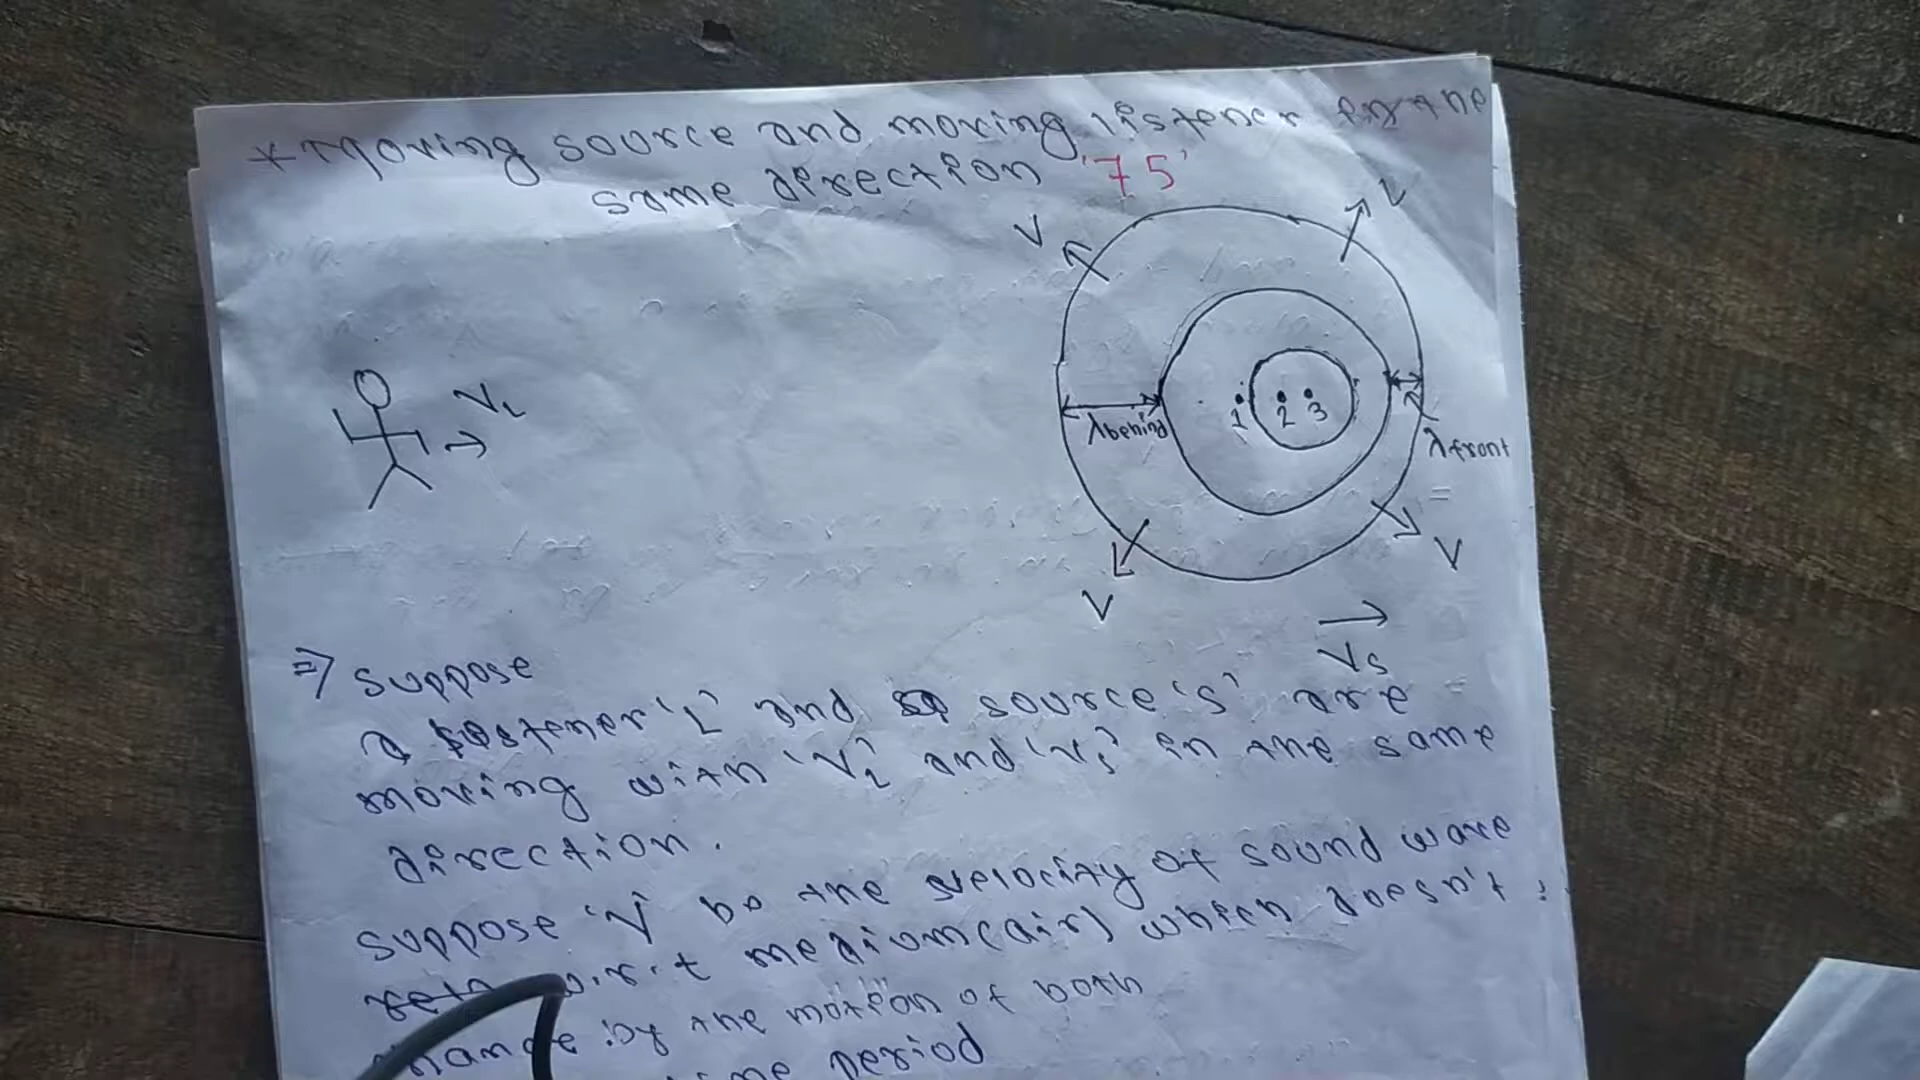 * Moving source and moving listener in the
same direction '75'
V
V
VL
1 2 3
λbehind
λfront
=
V
V
Vs
=> suppose
a listener 'L' and source 's' are
moving with 'VL' and 'vs' in the same
direction.
suppose 'V' be the velocity of sound wave
w.r.t medium(air) which doesn't
change by the motion of both
period